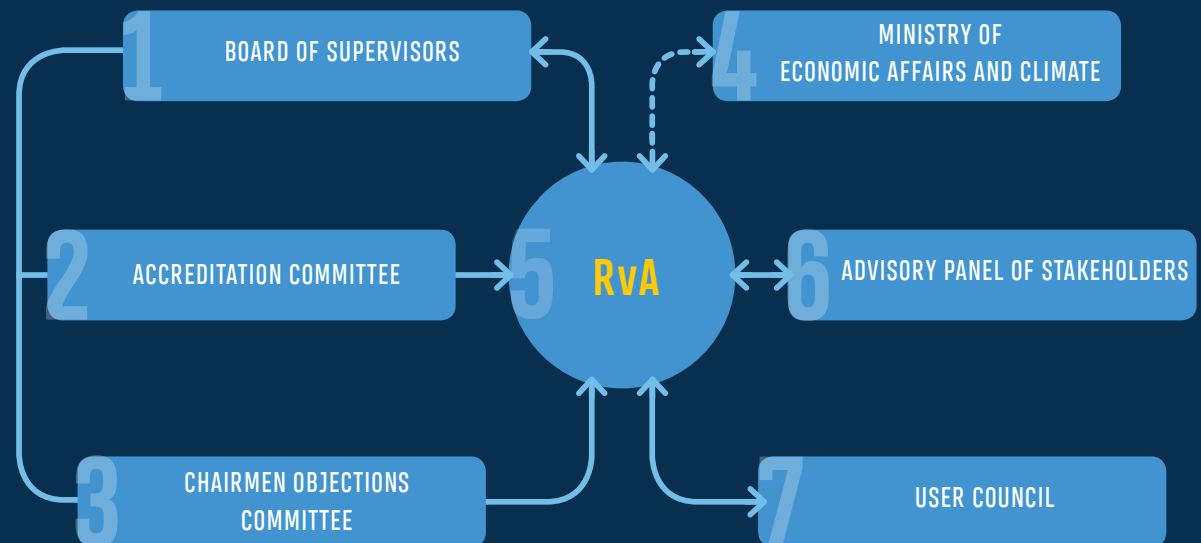 1
BOARD OF SUPERVISORS
4
MINISTRY OF
ECONOMIC AFFAIRS AND CLIMATE
2
ACCREDITATION COMMITTEE
5
RvA
6
ADVISORY PANEL OF STAKEHOLDERS
3
CHAIRMEN OBJECTIONS
COMMITTEE
7
USER COUNCIL